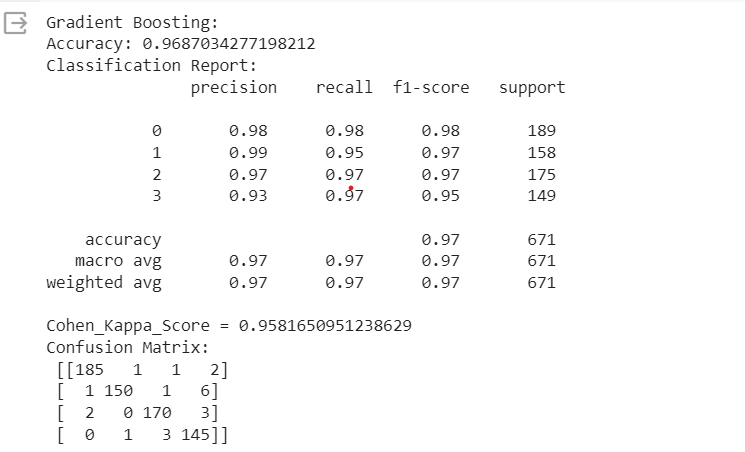 Gradient Boosting:
Accuracy: 0.9687034277198212
Classification Report:
              precision    recall  f1-score   support

           0       0.98      0.98      0.98       189
           1       0.99      0.95      0.97       158
           2       0.97      0.97      0.97       175
           3       0.93      0.97      0.95       149

    accuracy                           0.97       671
   macro avg       0.97      0.97      0.97       671
weighted avg       0.97      0.97      0.97       671

Cohen_Kappa_Score = 0.9581650951238629
Confusion Matrix:
 [[185   1   1   2]
 [  1 150   1   6]
 [  2   0 170   3]
 [  0   1   3 145]]